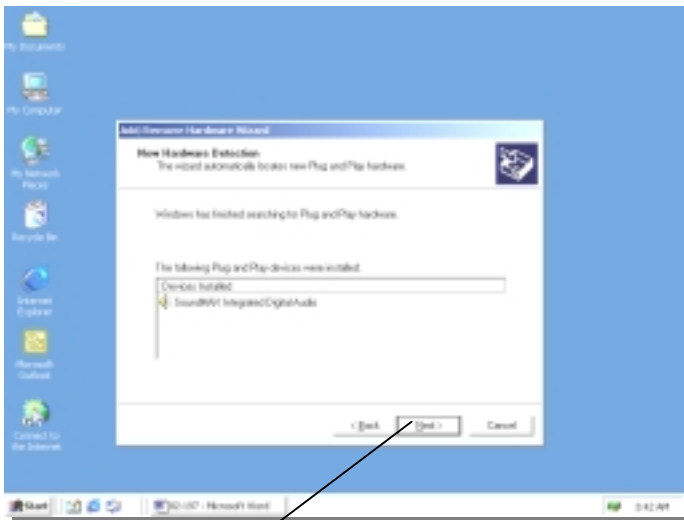 My Documents
My Computer
My Network
Places
Recycle Bin
Internet
Explorer
Microsoft
Outlook
Connect to
the Internet
Add/Remove Hardware Wizard
New Hardware Detection
The wizard automatically locates new Plug and Play hardware.
Windows has finished searching for Plug and Play hardware.
The following Plug and Play devices were installed:
Devices Installed
Integrated Digital Audio
< Back
Next >
Cancel
Start
- Microsoft Word
3:42 AM